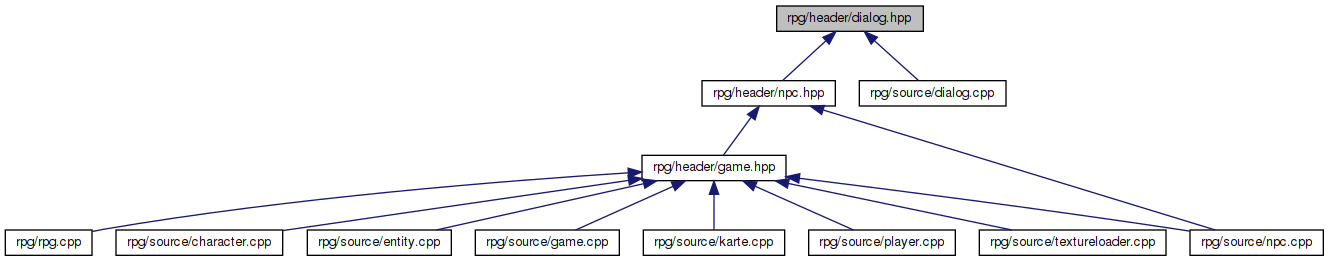 rpg/header/dialog.hpp
rpg/header/npc.hpp
rpg/source/dialog.cpp
rpg/header/game.hpp
rpg/rpg.cpp
rpg/source/character.cpp
rpg/source/entity.cpp
rpg/source/game.cpp
rpg/source/karte.cpp
rpg/source/player.cpp
rpg/source/textureloader.cpp
rpg/source/npc.cpp